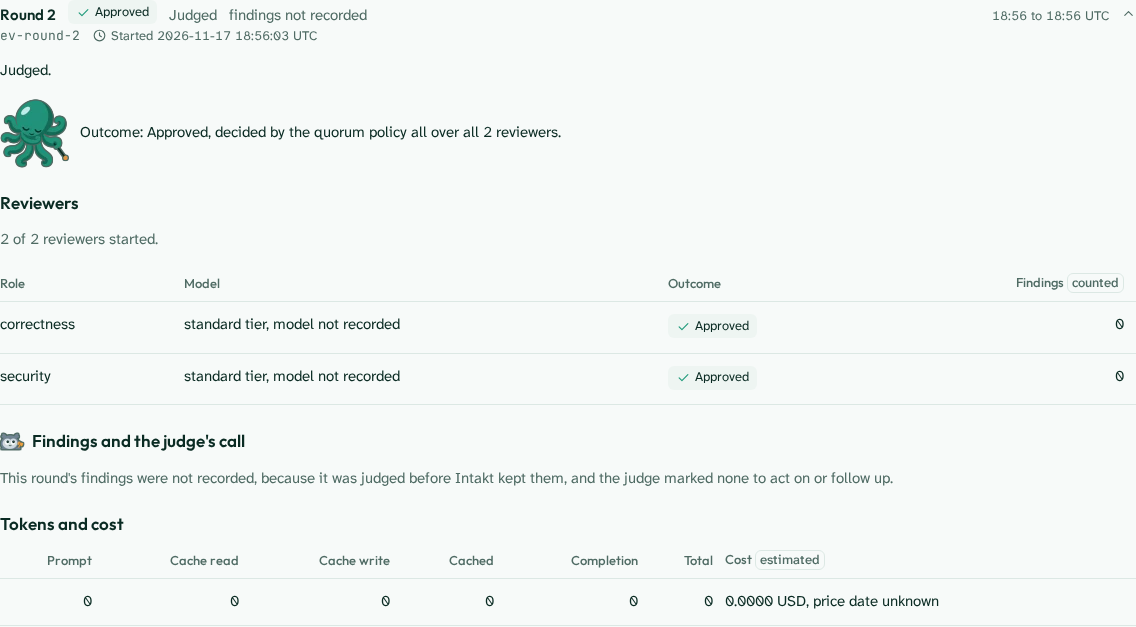 Round 2 Approved Judged findings not recorded 18:56 to 18:56 UTC
ev-round-2 Started 2026-11-17 18:56:03 UTC
Judged.
Outcome: Approved, decided by the quorum policy all over all 2 reviewers.
Reviewers
2 of 2 reviewers started.
Role Model Outcome Findings counted
correctness standard tier, model not recorded Approved 0
security standard tier, model not recorded Approved 0
Findings and the judge's call
This round's findings were not recorded, because it was judged before Intakt kept them, and the judge marked none to act on or follow up.
Tokens and cost
Prompt Cache read Cache write Cached Completion Total Cost estimated
0 0 0 0 0 0 0.0000 USD, price date unknown